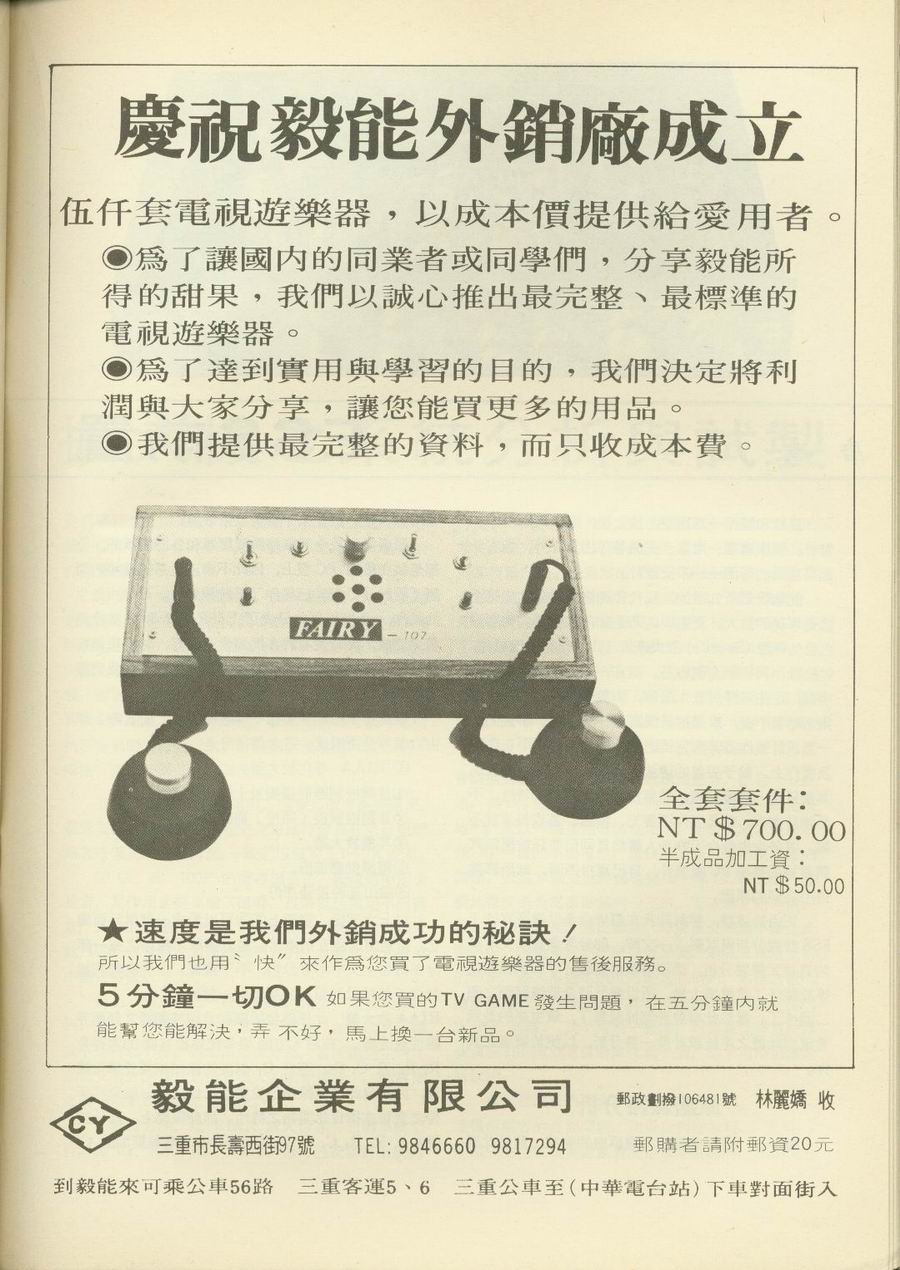 慶祝毅能外銷廠成立
伍仟套電視遊樂器，以成本價提供給愛用者。
◉為了讓國內的同業者或同學們，分享毅能所
得的甜果，我們以誠心推出最完整、最標準的
電視遊樂器。
◉為了達到實用與學習的目的，我們決定將利
潤與大家分享，讓您能買更多的用品。
◉我們提供最完整的資料，而只收成本費。
FAIRY－107
全套套件：
NT＄700.00
半成品加工資：
NT＄50.00
★速度是我們外銷成功的秘訣！
所以我們也用〝快〞來作為您買了電視遊樂器的售後服務。
5分鐘一切OK 如果您買的TV GAME發生問題，在五分鐘內就
能幫您能解決，弄不好，馬上換一台新品。
CY
毅能企業有限公司 郵政劃撥106481號 林麗嬌 收
三重市長壽西街97號 TEL: 9846660 9817294 郵購者請附郵資20元
到毅能來可乘公車56路 三重客運5、6 三重公車至(中華電台站)下車對面街入